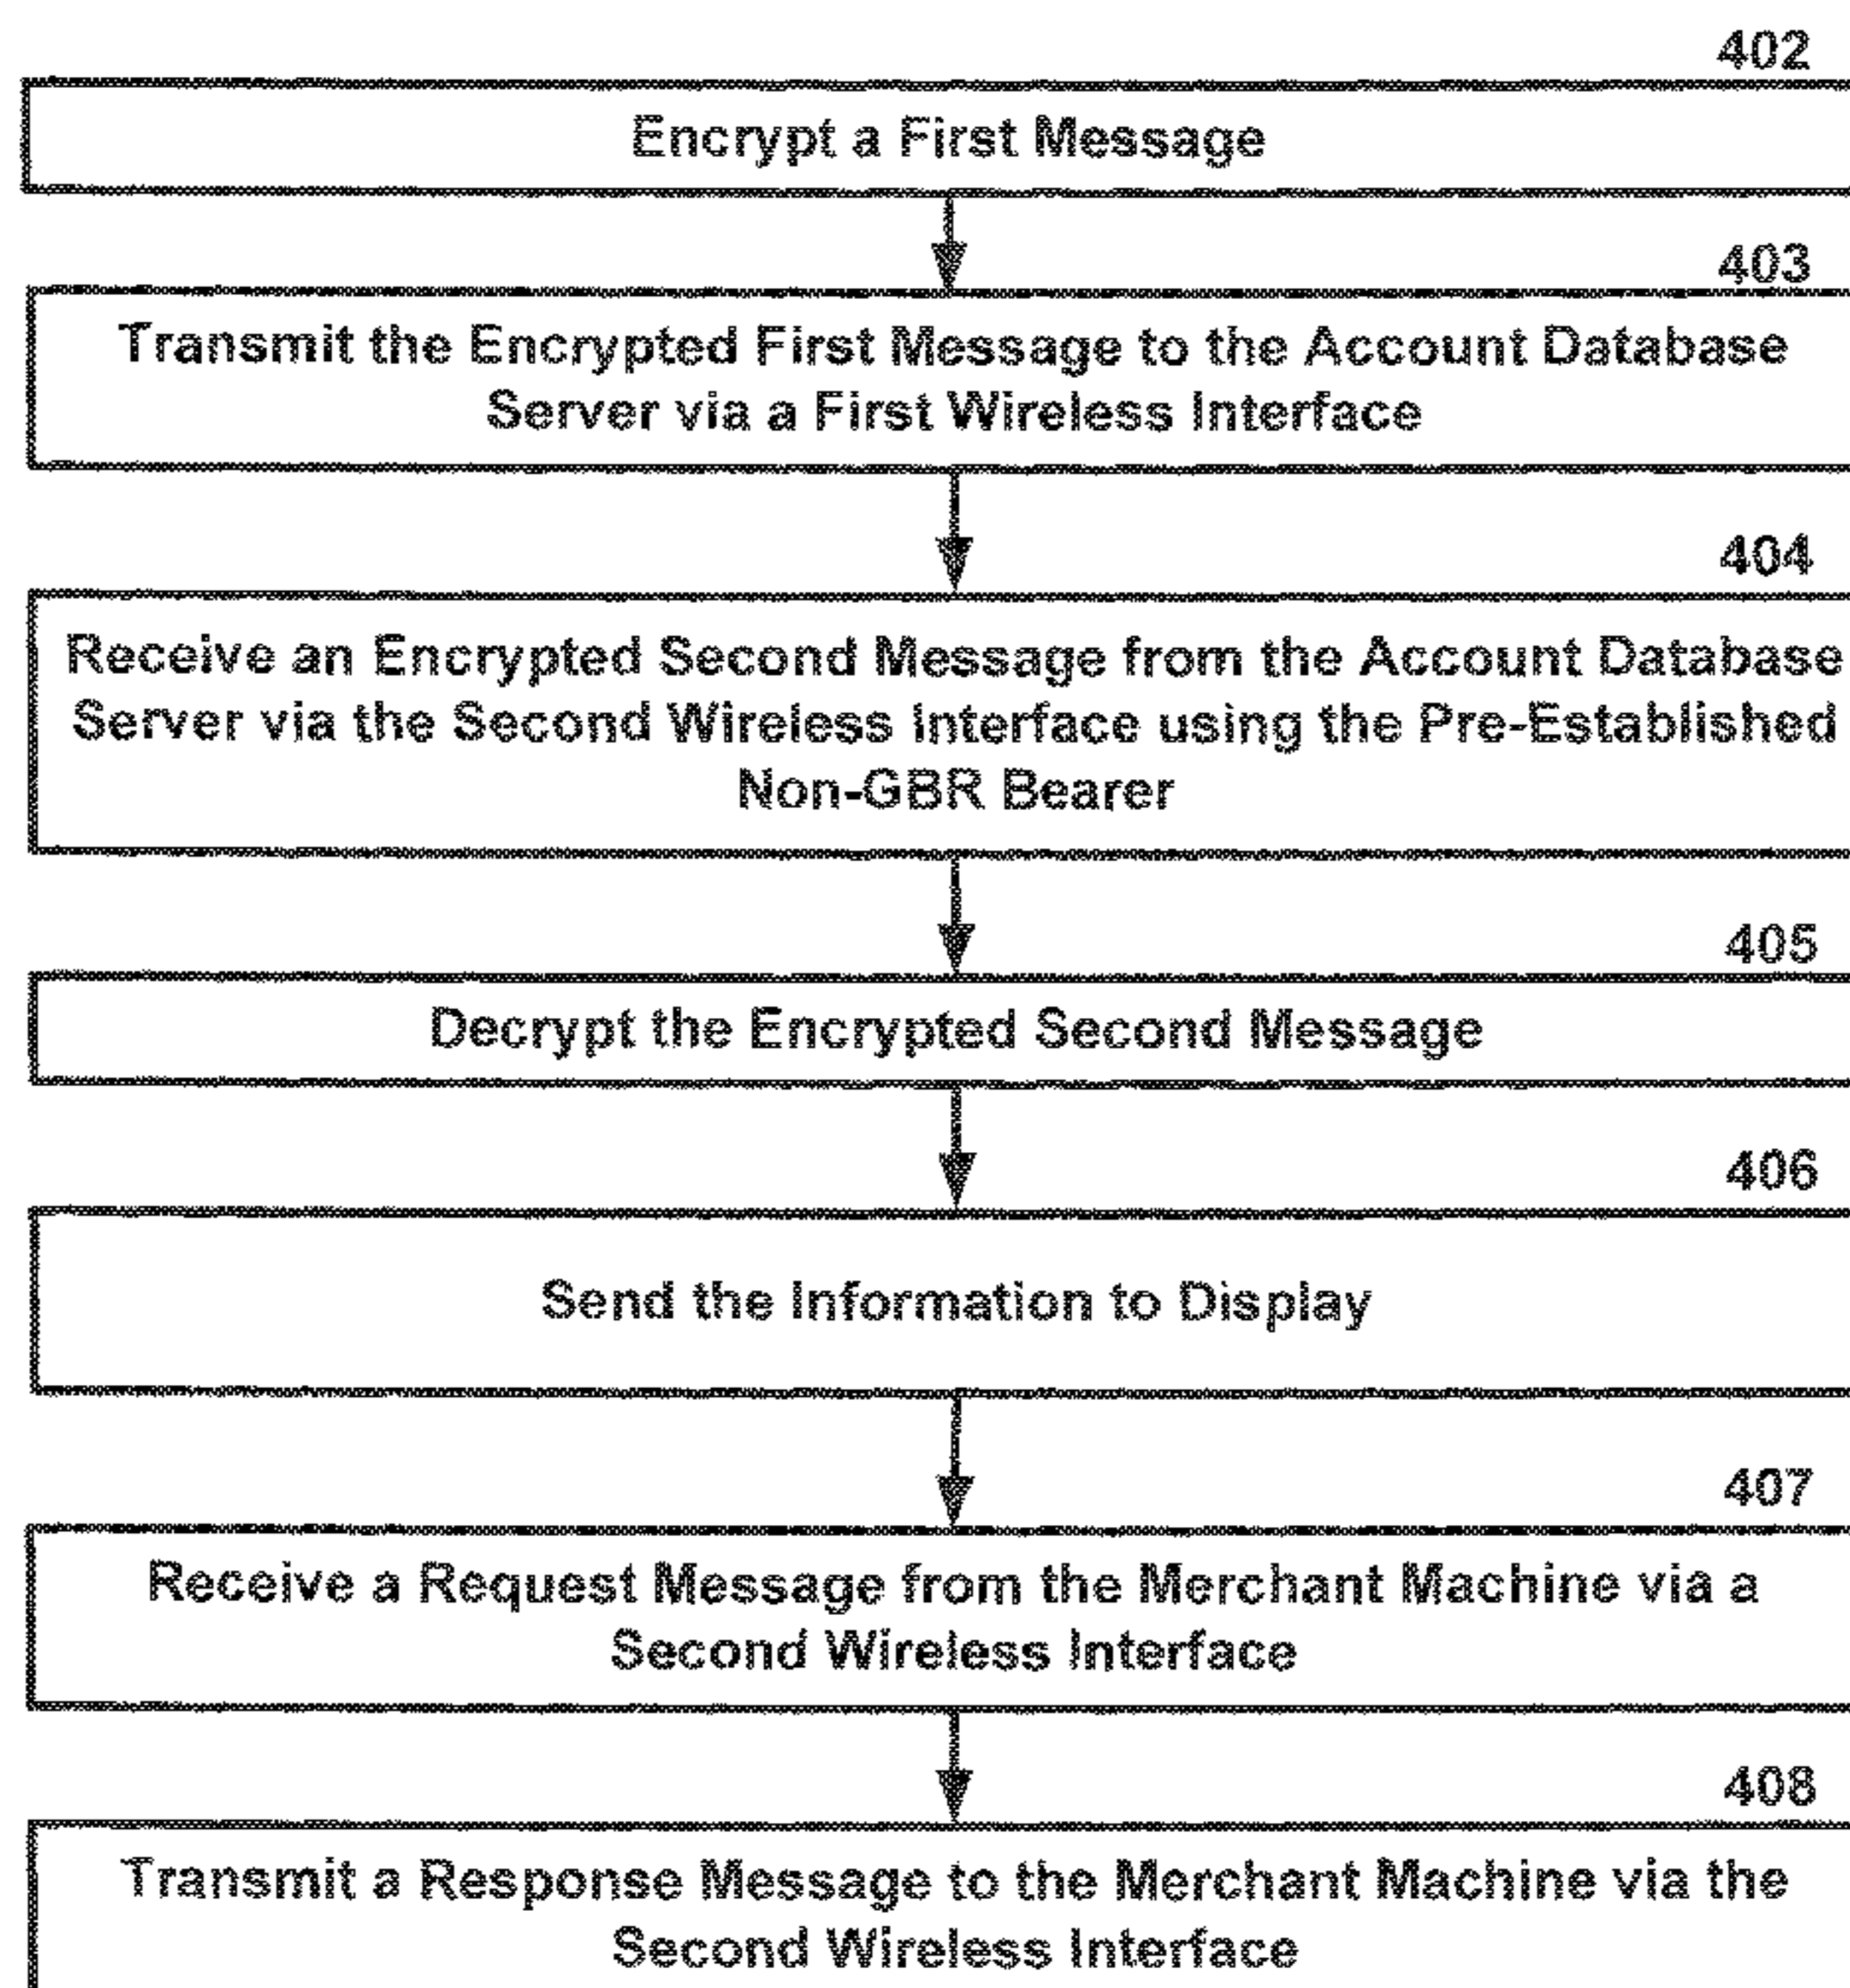 402
Encrypt a First Message
403
Transmit the Encrypted First Message to the Account Database
Server via a First Wireless Interface
404
Receive an Encrypted Second Message from the Account Database
Server via the Second Wireless Interface using the Pre-Established
Non-GBR Bearer
405
Decrypt the Encrypted Second Message
406
Send the Information to Display
407
Receive a Request Message from the Merchant Machine via a
Second Wireless Interface
408
Transmit a Response Message to the Merchant Machine via the
Second Wireless Interface